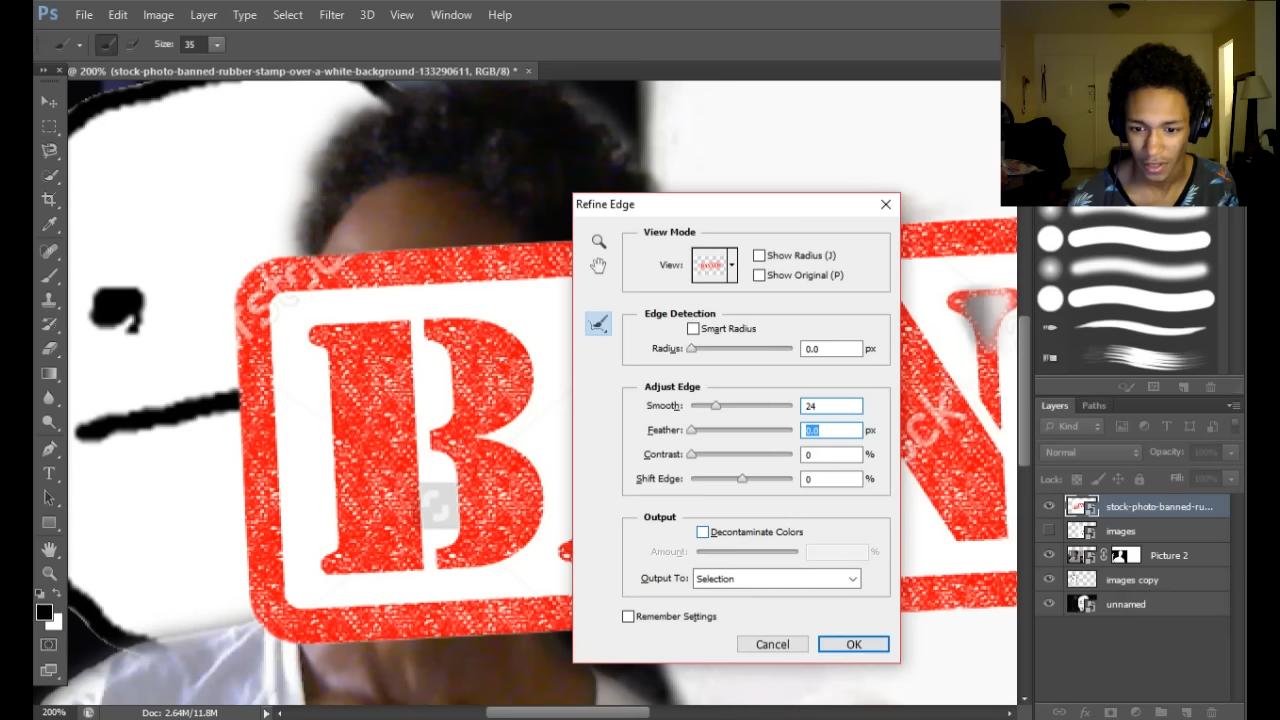 Ps File Edit Image Layer Type Select Filter 3D View Window Help
Size: 35
@ 200% (stock-photo-banned-rubber-stamp-over-a-white-background-133290611, RGB/8) * ×
Refine Edge
View Mode
View:
Show Radius (J)
Show Original (P)
Edge Detection
Smart Radius
Radius: 0.0 px
Adjust Edge
Smooth: 24
Feather: 0.0 px
Contrast: 0 %
Shift Edge: 0 %
Output
Decontaminate Colors
Amount: %
Output To: Selection
Remember Settings
Cancel OK
B
Layers Paths
Kind
Normal Opacity: 100%
Lock: Fill: 100%
stock-photo-banned-ru...
images
Picture 2
images copy
unnamed
200% Doc: 2.64M/11.8M